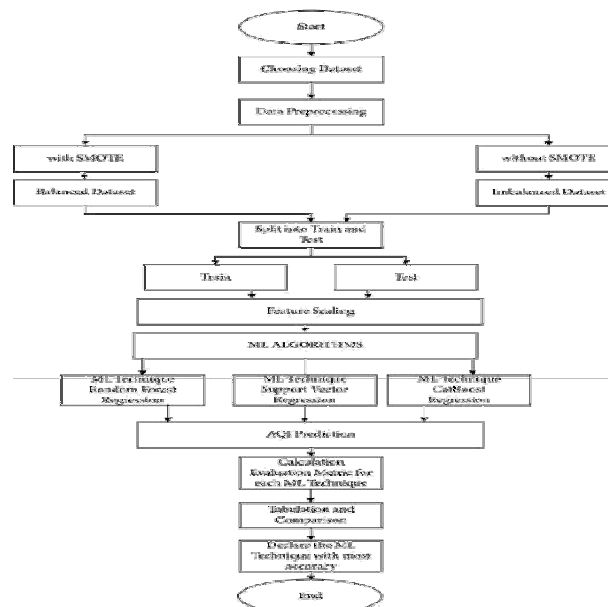 Start
Choosing Dataset
Data Preprocessing
with SMOTE
without SMOTE
Balanced Dataset
Imbalanced Dataset
Split into Train and
Test
Train
Test
Feature Scaling
ML ALGORITHMS
ML Technique
Random Forest
Regression
ML Technique
Support Vector
Regression
ML Technique
CatBoost
Regression
AQI Prediction
Calculation
Evaluation Metric for
each ML Technique
Tabulation and
Comparison
Declare the ML
Technique with most
accuracy
End